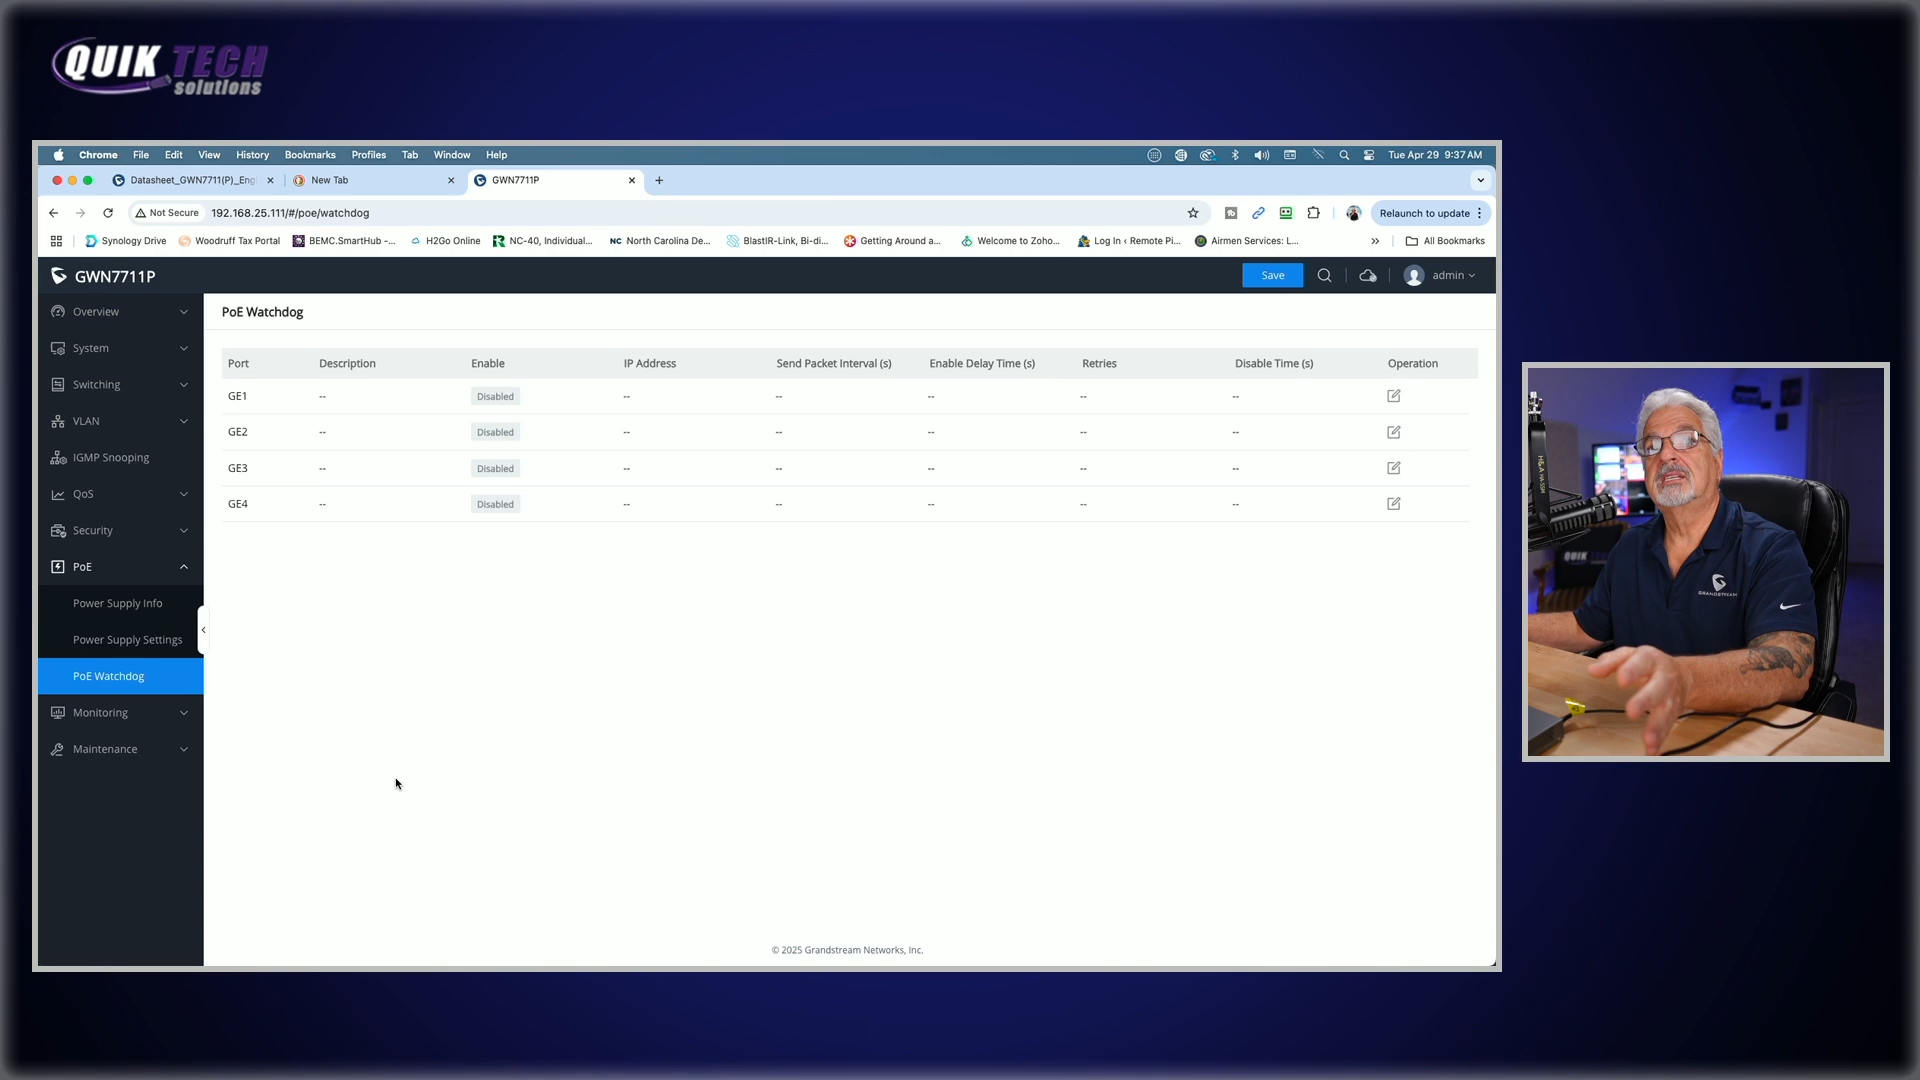 QUIK TECH
solutions
Chrome File Edit View History Bookmarks Profiles Tab Window Help Tue Apr 29 9:37 AM
Datasheet_GWN7711(P)_Eng New Tab GWN7711P
Not Secure 192.168.25.111/#/poe/watchdog Relaunch to update
Synology Drive Woodruff Tax Portal BEMC.SmartHub -... H2Go Online NC-40, Individual... North Carolina De... BlastIR-Link, Bi-di... Getting Around a... Welcome to Zoho... Log In ‹ Remote Pi... Airmen Services: L... » All Bookmarks
GWN7711P Save admin
Overview
System
Switching
VLAN
IGMP Snooping
QoS
Security
PoE
Power Supply Info
Power Supply Settings
PoE Watchdog
Monitoring
Maintenance
PoE Watchdog
Port Description Enable IP Address Send Packet Interval (s) Enable Delay Time (s) Retries Disable Time (s) Operation
GE1 -- Disabled -- -- -- -- --
GE2 -- Disabled -- -- -- -- --
GE3 -- Disabled -- -- -- -- --
GE4 -- Disabled -- -- -- -- --
© 2025 Grandstream Networks, Inc.
QUIK TECH
GRANDSTREAM